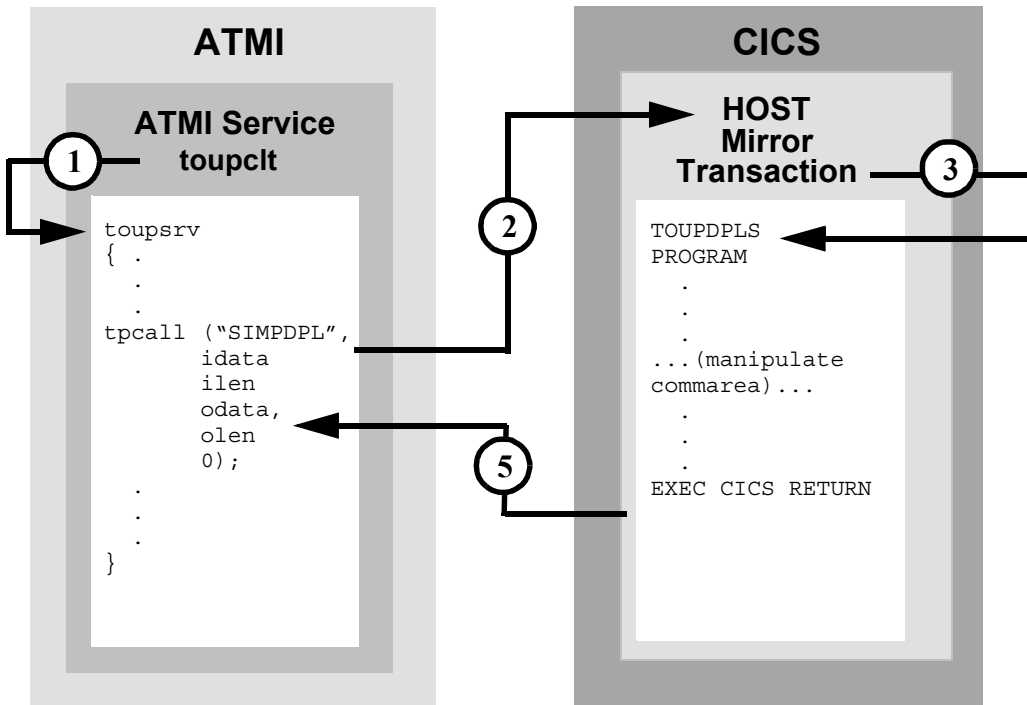 ATMI
ATMI Service
toupclt
1
toupsrv
{ .
.
.
tpcall ("SIMPDPL",
idata
ilen
odata,
olen
0);
.
.
.
}
2
5
CICS
HOST
Mirror
Transaction
3
TOUPDPLS
PROGRAM
.
.
.
...(manipulate
commarea)...
.
.
.
EXEC CICS RETURN